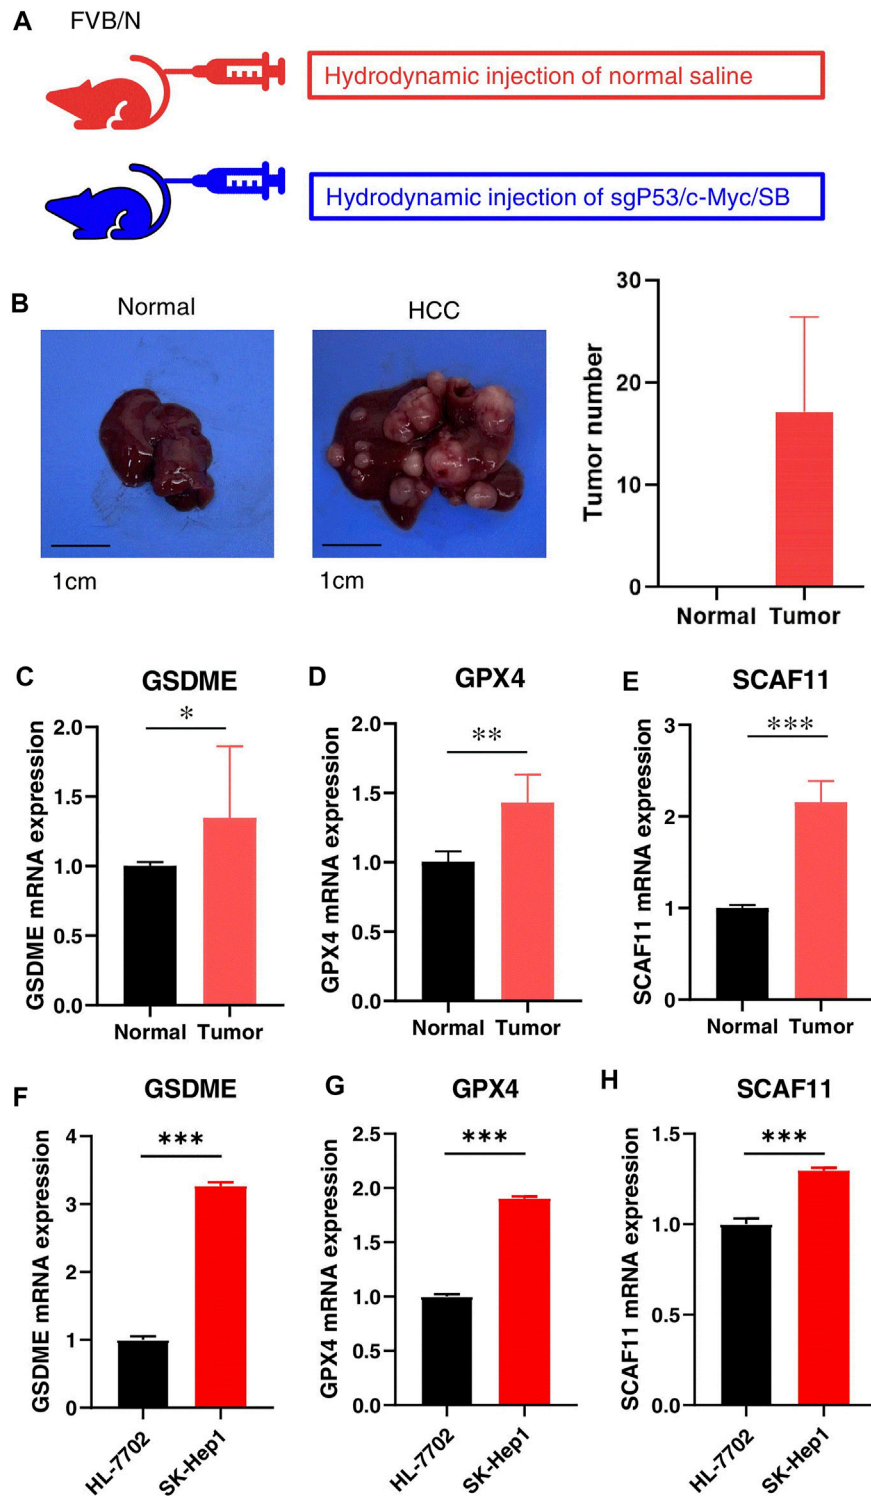 A FVB/N
Hydrodynamic injection of normal saline
Hydrodynamic injection of sgP53/c-Myc/SB
B
Normal
HCC
1cm
1cm
Tumor number
30
20
10
0
Normal Tumor
C
GSDME
*
GSDME mRNA expression
2.0
1.5
1.0
0.5
0.0
Normal Tumor
D
GPX4
**
GPX4 mRNA expression
2.0
1.5
1.0
0.5
0.0
Normal Tumor
E
SCAF11
***
SCAF11 mRNA expression
3
2
1
0
Normal Tumor
F
GSDME
***
GSDME mRNA expression
4
3
2
1
0
HL-7702
SK-Hep1
G
GPX4
***
GPX4 mRNA expression
2.5
2.0
1.5
1.0
0.5
0.0
HL-7702
SK-Hep1
H
SCAF11
***
SCAF11 mRNA expression
1.5
1.0
0.5
0.0
HL-7702
SK-Hep1